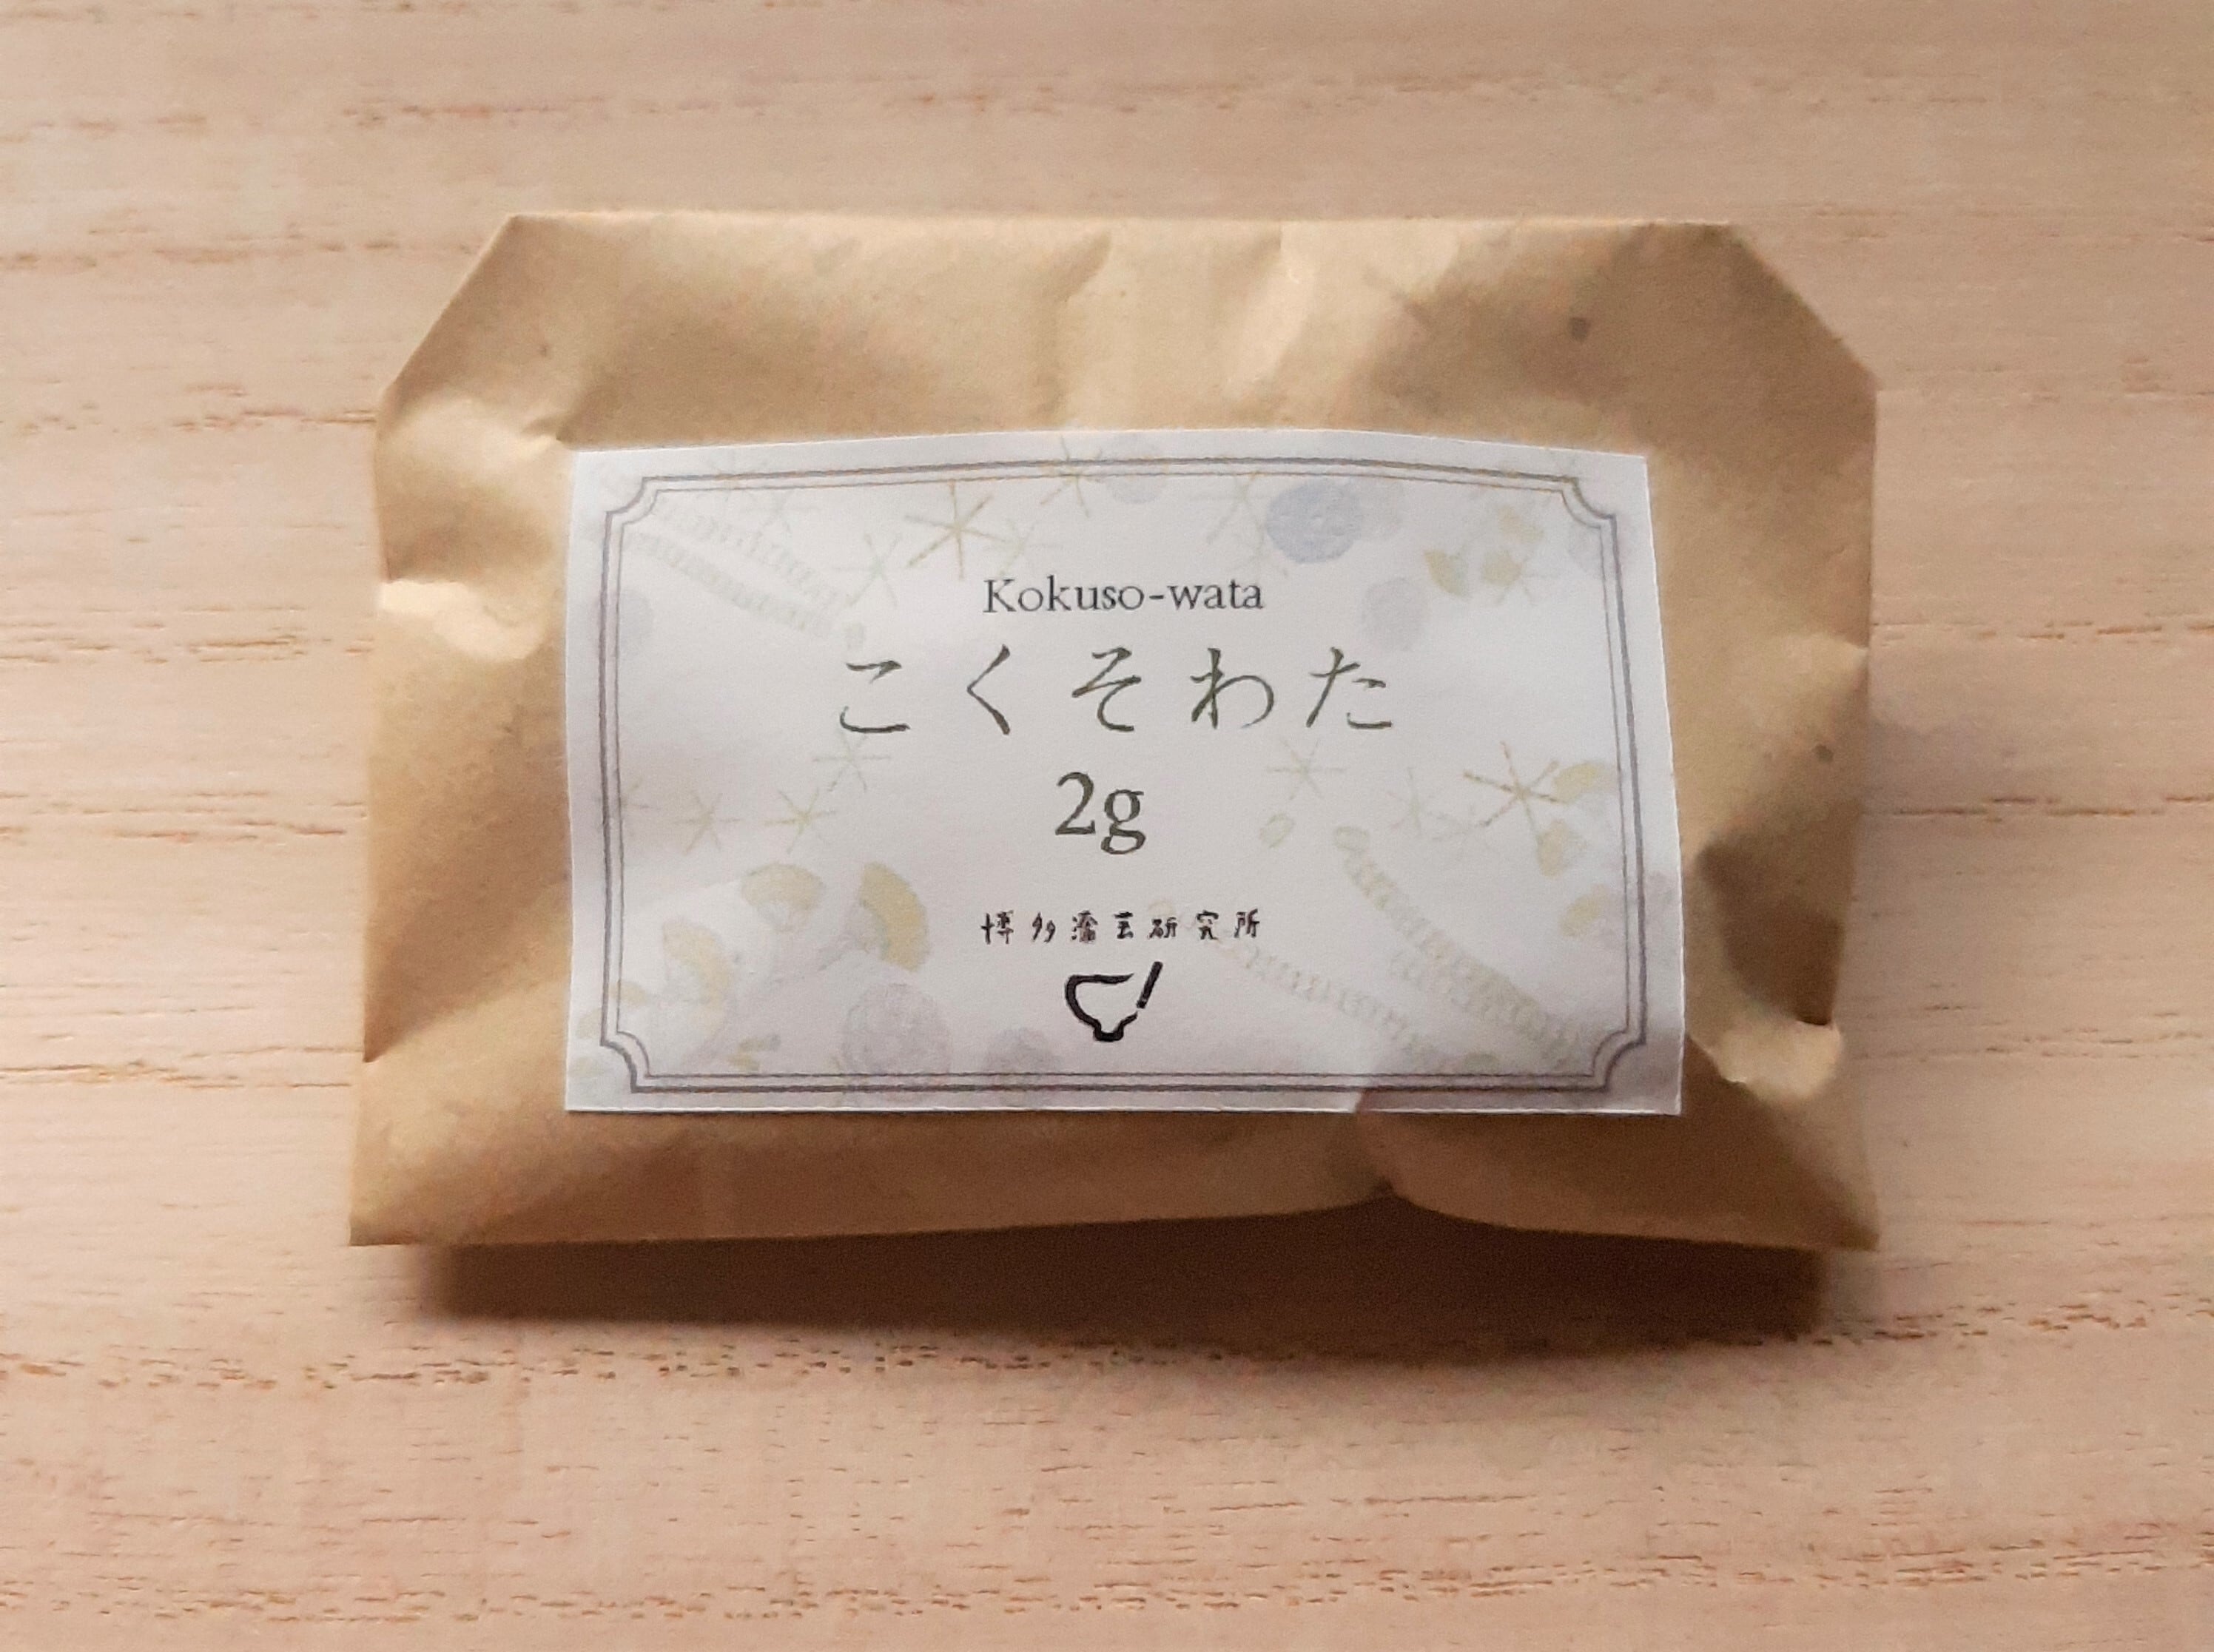 Kokuso-wata
こくそわた
2g
博多漆芸研究所